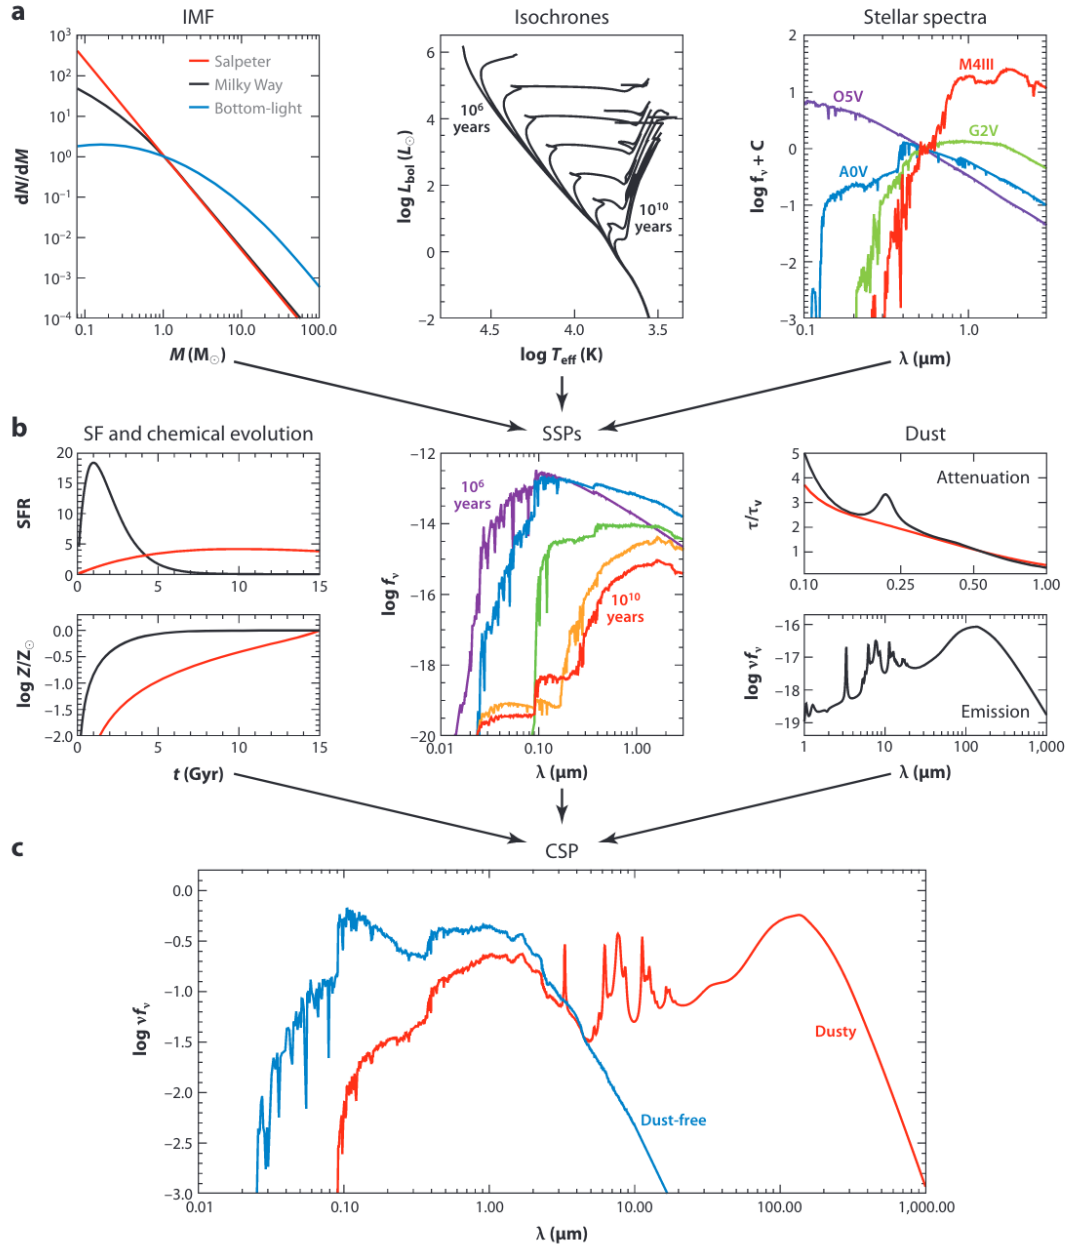 a
IMF
Isochrones
Stellar spectra
10³
10²
10¹
10⁰
10⁻¹
10⁻²
10⁻³
10⁻⁴
dN/dM
Salpeter
Milky Way
Bottom-light
0.1
1.0
10.0
100.0
M (M☉)
6
4
2
0
−2
log L_bol (L☉)
10⁶
years
10¹⁰
years
4.5
4.0
3.5
log T_eff (K)
2
1
0
−1
−2
−3
log fν + C
M4III
O5V
G2V
A0V
0.1
1.0
λ (μm)
b
SF and chemical evolution
SSPs
Dust
20
15
10
5
0
SFR
0
5
10
15
0.0
−0.5
−1.0
−1.5
−2.0
log Z/Z☉
0
5
10
15
t (Gyr)
−12
−14
−16
−18
−20
log fν
10⁶
years
10¹⁰
years
0.01
0.10
1.00
λ (μm)
5
4
3
2
1
τ/τv
Attenuation
0.10
0.25
0.50
1.00
−16
−17
−18
−19
log νfν
Emission
1
10
100
1,000
λ (μm)
c
CSP
0.0
−0.5
−1.0
−1.5
−2.0
−2.5
−3.0
log νfν
Dusty
Dust-free
0.01
0.10
1.00
10.00
100.00
1,000.00
λ (μm)